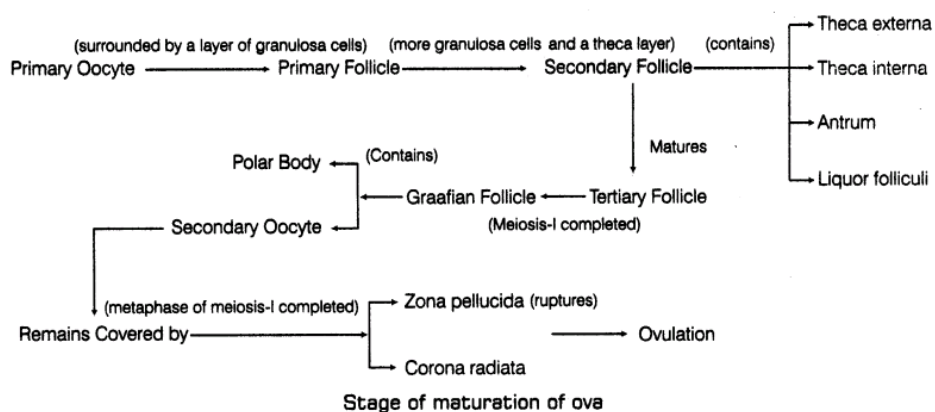 Theca externa
(surrounded by a layer of granulosa cells) (more granulosa cells and a theca layer) (contains)
Primary Oocyte Primary Follicle Secondary Follicle Theca interna
Antrum
Matures
Polar Body (Contains)
Liquor folliculi
Graafian Follicle Tertiary Follicle
(Meiosis-I completed)
Secondary Oocyte
(metaphase of meiosis-I completed) Zona pellucida (ruptures)
Remains Covered by Ovulation
Corona radiata
Stage of maturation of ova